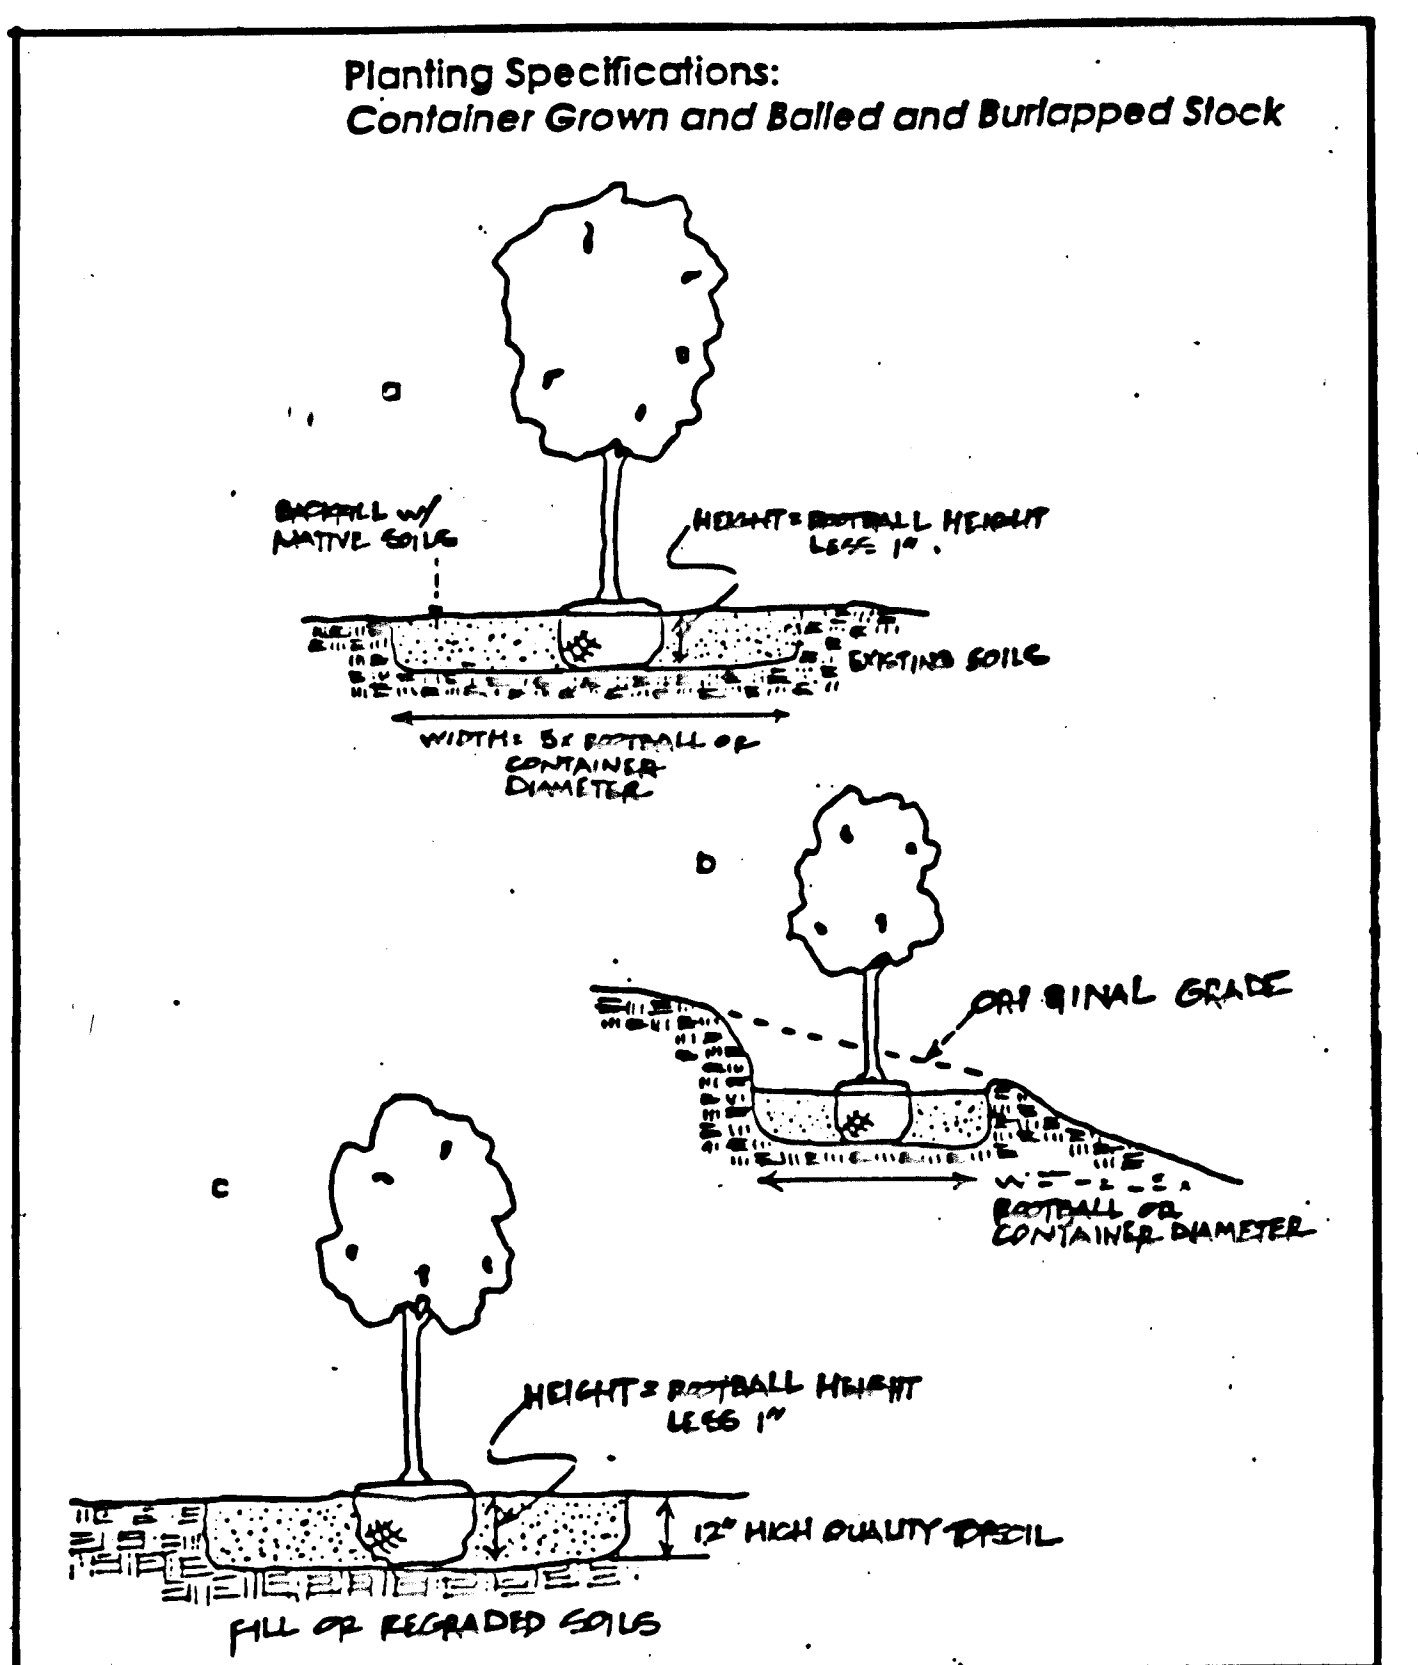 Planting Specifications:
Container Grown and Balled and Burlapped Stock
a
BACKFILL W/
NATIVE SOILS
HEIGHT = ROOTBALL HEIGHT
LESS 1".
EXISTING SOILS
WIDTH = 5x ROOTBALL OR
CONTAINER
DIAMETER
b
ORIGINAL GRADE
ROOTBALL OR
CONTAINER DIAMETER
c
HEIGHT = ROOTBALL HEIGHT
LESS 1"
12" HIGH QUALITY TOPSOIL
FILL OR REGRADED SOILS